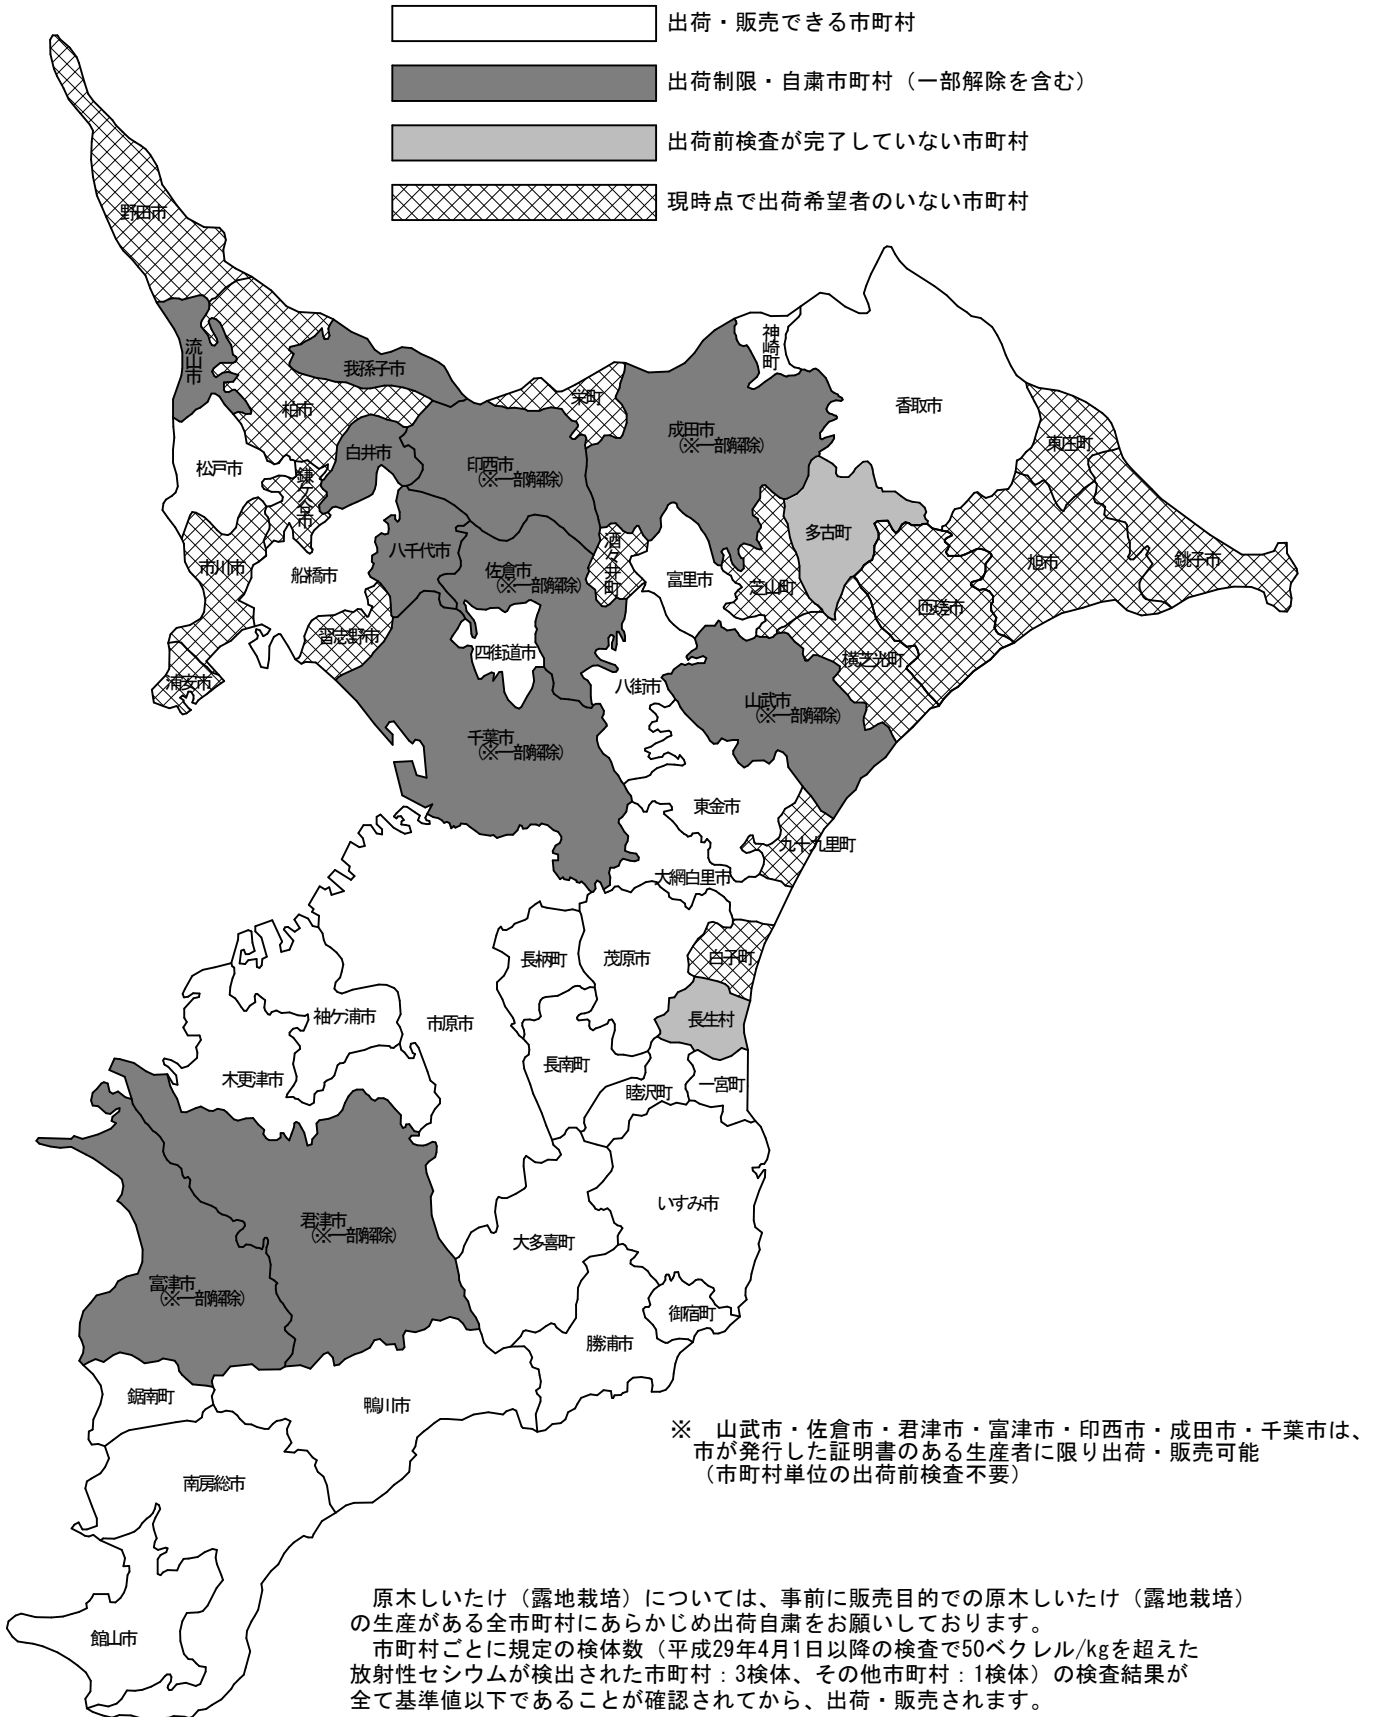 出荷・販売できる市町村
出荷制限・自粛市町村（一部解除を含む）
出荷前検査が完了していない市町村
現時点で出荷希望者のいない市町村
野田市
流山市
我孫子市
神崎町
香取市
柏市
栄町
成田市
(※一部解除)
東庄町
松戸市
白井市
印西市
(※一部解除)
鎌ケ谷市
多古町
八千代市
酒々井町
市川市
船橋市
佐倉市
(※一部解除)
富里市
芝山町
旭市
銚子市
匝瑳市
習志野市
四街道市
横芝光町
浦安市
八街市
山武市
(※一部解除)
千葉市
(※一部解除)
東金市
九十九里町
大網白里市
長柄町
茂原市
白子町
袖ケ浦市
市原市
長生村
長南町
木更津市
睦沢町
一宮町
いすみ市
君津市
(※一部解除)
大多喜町
富津市
(※一部解除)
御宿町
勝浦市
鋸南町
鴨川市
※　山武市・佐倉市・君津市・富津市・印西市・成田市・千葉市は、
市が発行した証明書のある生産者に限り出荷・販売可能
（市町村単位の出荷前検査不要）
南房総市
館山市
原木しいたけ（露地栽培）については、事前に販売目的での原木しいたけ（露地栽培）
の生産がある全市町村にあらかじめ出荷自粛をお願いしております。
市町村ごとに規定の検体数（平成29年4月1日以降の検査で50ベクレル/kgを超えた
放射性セシウムが検出された市町村：3検体、その他市町村：1検体）の検査結果が
全て基準値以下であることが確認されてから、出荷・販売されます。